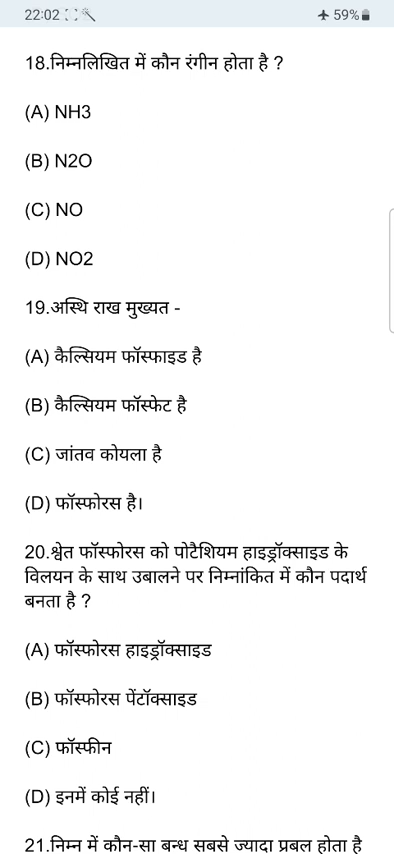 22:02 59%
18.निम्नलिखित में कौन रंगीन होता है ?
(A) NH3
(B) N2O
(C) NO
(D) NO2
19.अस्थि राख मुख्यत -
(A) कैल्सियम फॉस्फाइड है
(B) कैल्सियम फॉस्फेट है
(C) जांतव कोयला है
(D) फॉस्फोरस है।
20.श्वेत फॉस्फोरस को पोटैशियम हाइड्रॉक्साइड के
विलयन के साथ उबालने पर निम्नांकित में कौन पदार्थ
बनता है ?
(A) फॉस्फोरस हाइड्रॉक्साइड
(B) फॉस्फोरस पेंटॉक्साइड
(C) फॉस्फीन
(D) इनमें कोई नहीं।
21.निम्न में कौन-सा बन्ध सबसे ज्यादा प्रबल होता है